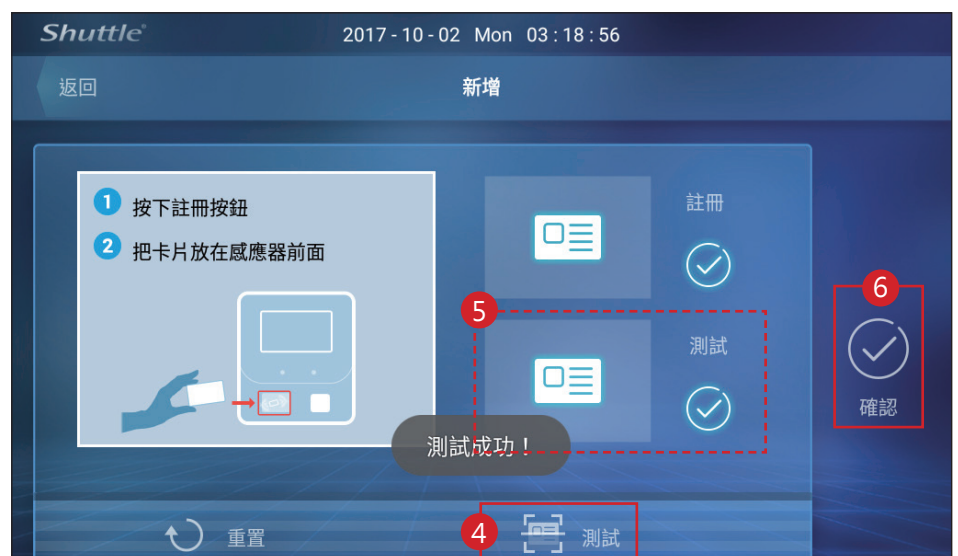 Shuttle
2017-10-02 Mon 03:18:56
返回
新增
1 按下註冊按鈕
2 把卡片放在感應器前面
註冊
5
測試
測試成功！
6
確認
重置
4
測試